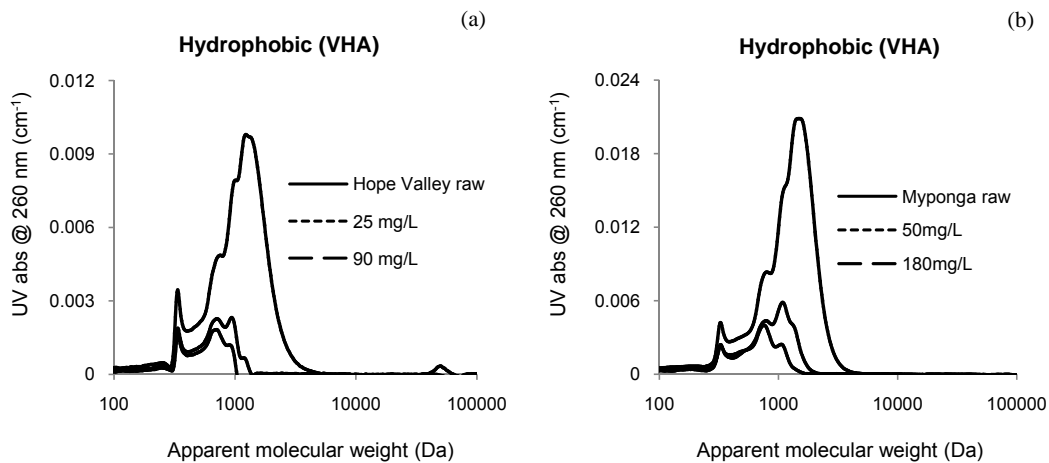 (a)
Hydrophobic (VHA)
0.012
0.009
0.006
0.003
0
UV abs @ 260 nm (cm-1)
Hope Valley raw
25 mg/L
90 mg/L
100
1000
10000
100000
Apparent molecular weight (Da)
(b)
Hydrophobic (VHA)
0.024
0.018
0.012
0.006
0
UV abs @ 260 nm (cm-1)
Myponga raw
50mg/L
180mg/L
100
1000
10000
100000
Apparent molecular weight (Da)